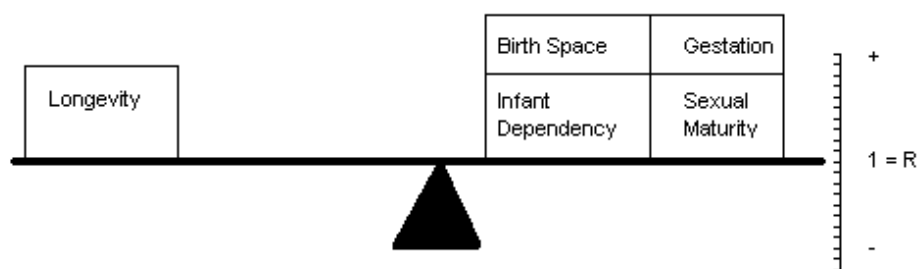 Longevity
Birth Space
Gestation
Infant
Dependency
Sexual
Maturity
+
1 = R
-